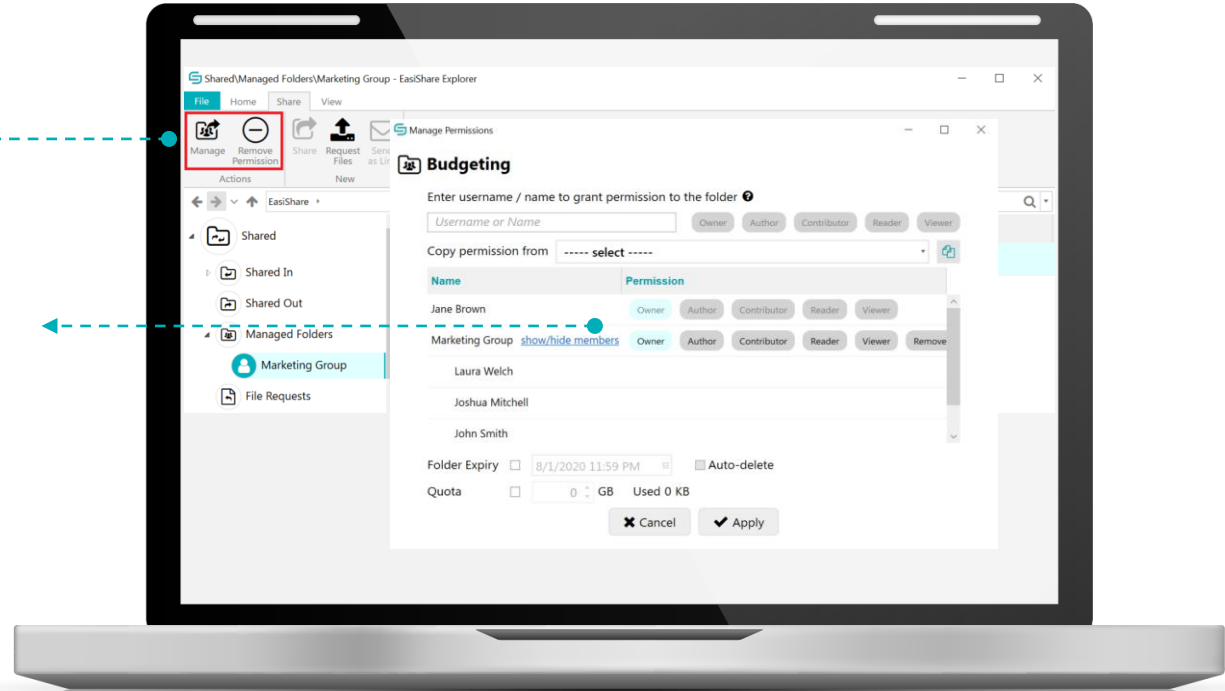 Shared\Managed Folders\Marketing Group - EasiShare Explorer
File Home Share View
Manage Remove Permission Share Request Files
Actions New
EasiShare
Shared
Shared In
Shared Out
Managed Folders
Marketing Group
File Requests
Manage Permissions
Budgeting
Enter username / name to grant permission to the folder
Username or Name Owner Author Contributor Reader Viewer
Copy permission from ----- select -----
Name Permission
Jane Brown Owner Author Contributor Reader Viewer
Marketing Group show/hide members Owner Author Contributor Reader Viewer Remove
Laura Welch
Joshua Mitchell
John Smith
Folder Expiry 8/1/2020 11:59 PM Auto-delete
Quota 0 GB Used 0 KB
Cancel Apply